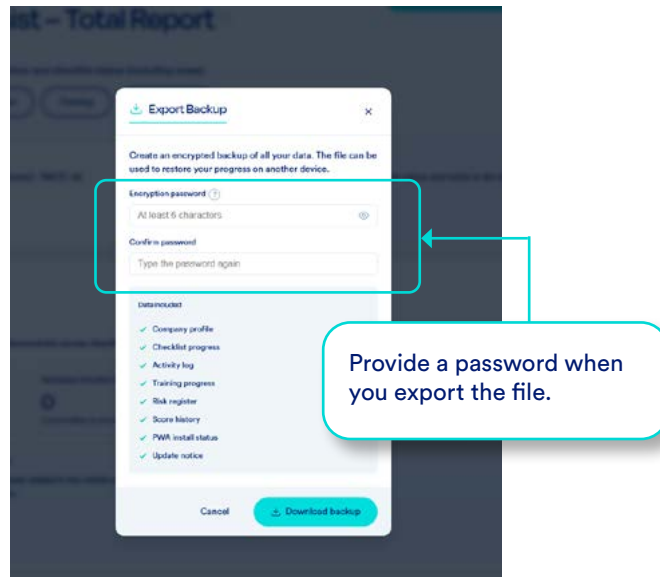 ist – Total Report
Export Backup
Create an encrypted backup of all your data. The file can be
used to restore your progress on another device.
Encryption password ?
At least 6 characters
Confirm password
Type the password again
Data included
Company profile
Checklist progress
Activity log
Training progress
Risk register
Score history
PWA install status
Update notice
Cancel
Download backup
Provide a password when
you export the file.
0